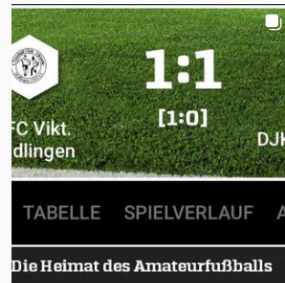 1:1
[1:0]
FC Vikt.
dlingen
DJK
TABELLE SPIELVERLAUF A
Die Heimat des Amateurfußballs